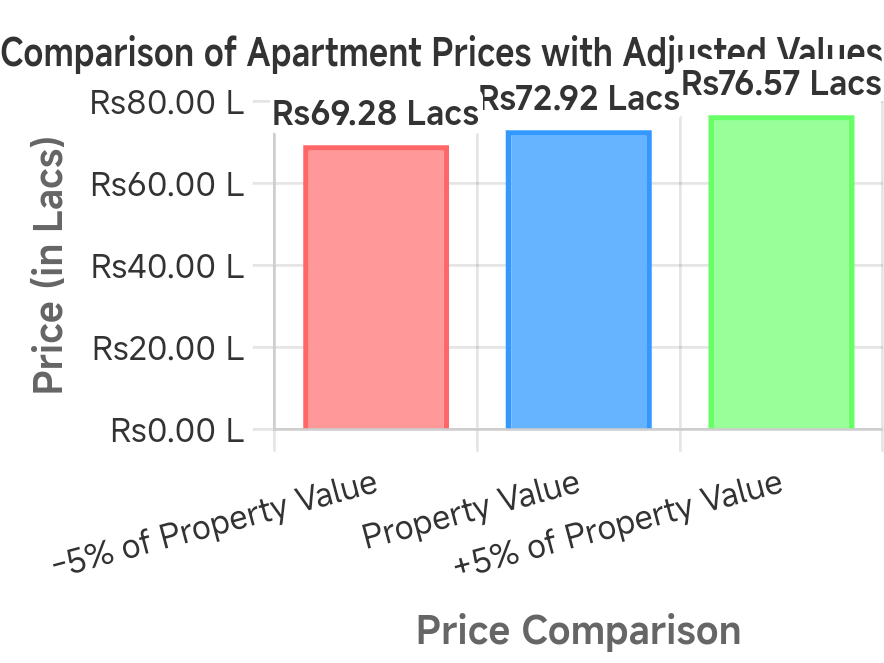 Comparison of Apartment Prices with Adjusted Values
Rs69.28 Lacs
Rs72.92 Lacs
Rs76.57 Lacs
Price (in Lacs)
Rs80.00 L
Rs60.00 L
Rs40.00 L
Rs20.00 L
Rs0.00 L
-5% of Property Value
Property Value
+5% of Property Value
Price Comparison